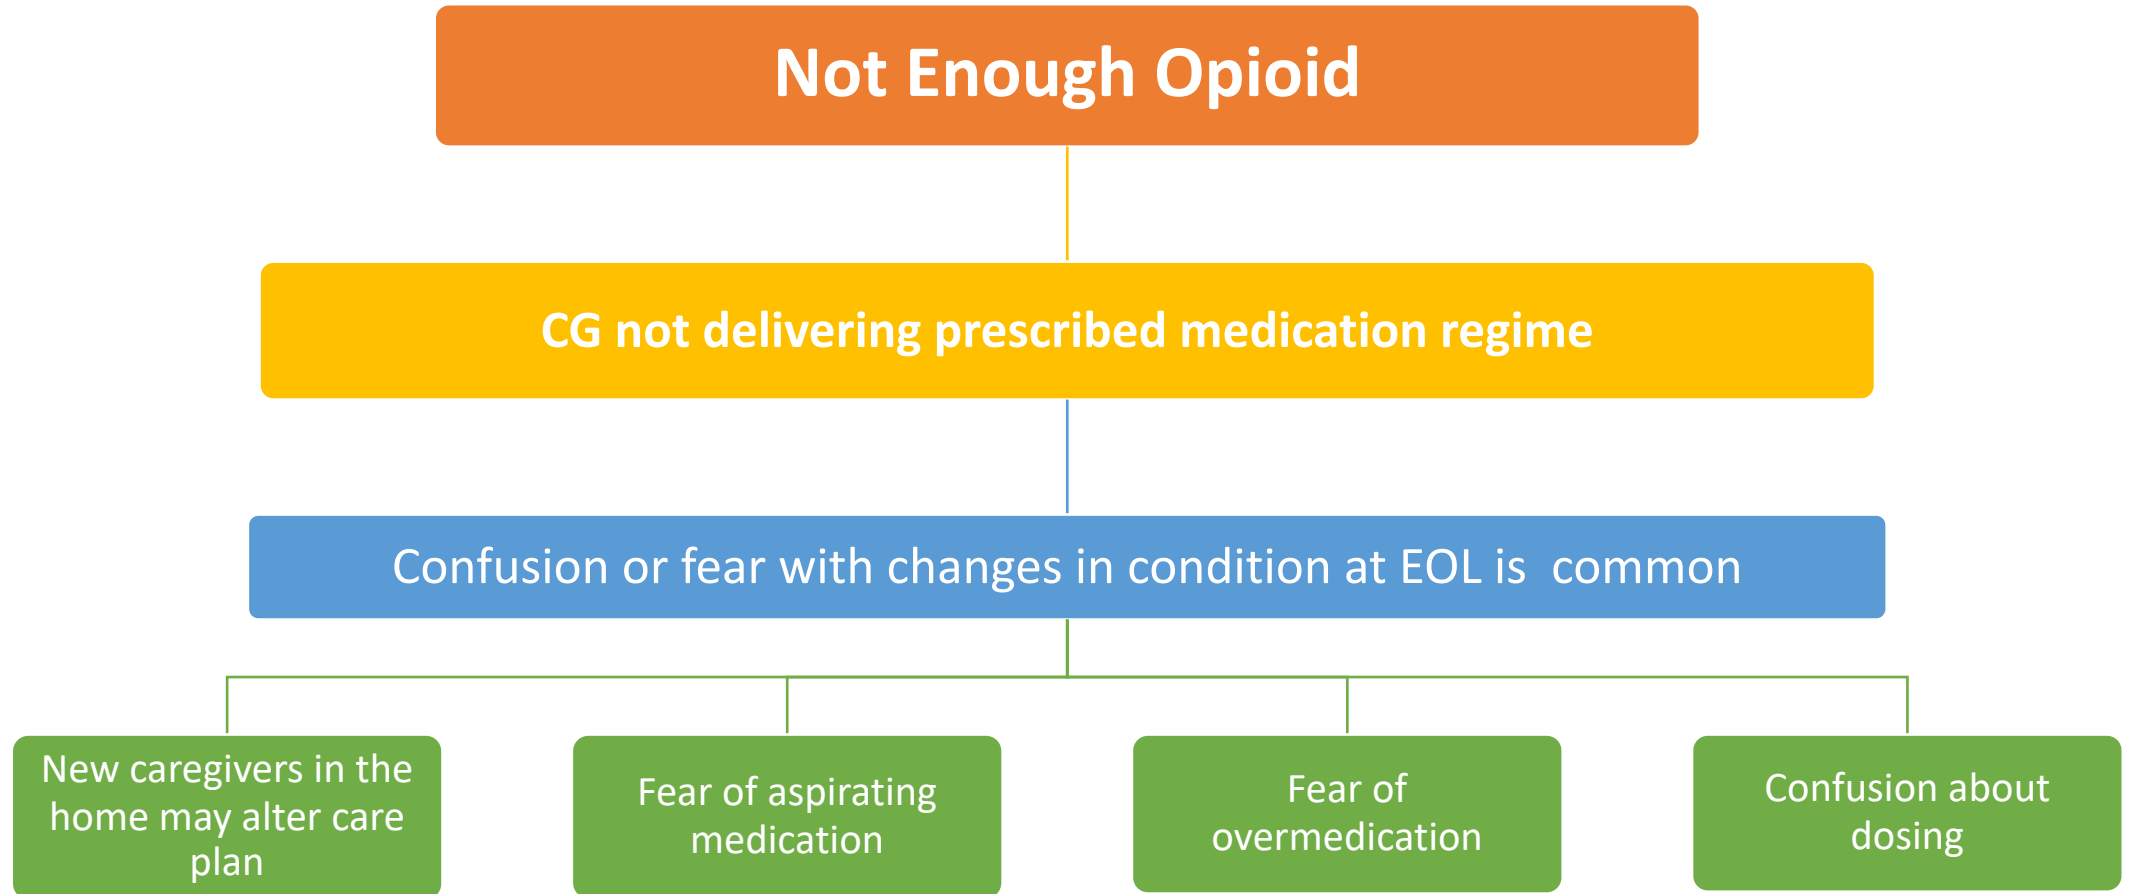 Not Enough Opioid
CG not delivering prescribed medication regime
Confusion or fear with changes in condition at EOL is  common
New caregivers in the
home may alter care
plan
Fear of aspirating
medication
Fear of
overmedication
Confusion about
dosing